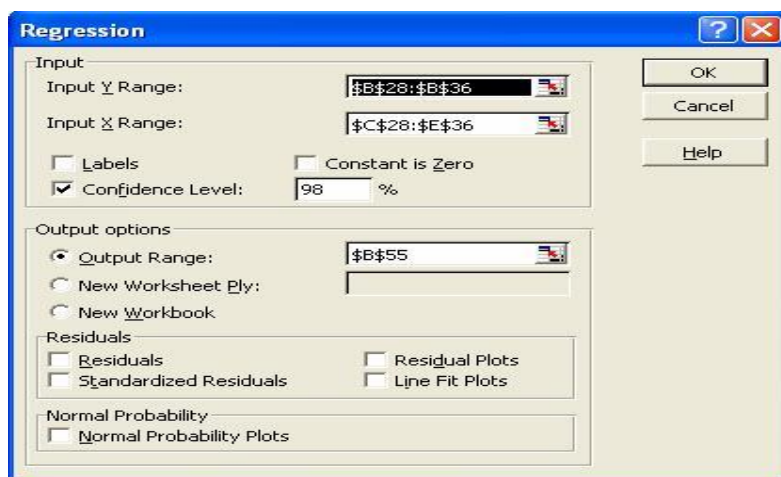 Regression
Input
Input Y Range: $B$28:$B$36
Input X Range: $C$28:$E$36
Labels Constant is Zero
Confidence Level: 98 %
OK
Cancel
Help
Output options
Output Range: $B$55
New Worksheet Ply:
New Workbook
Residuals
Residuals Residual Plots
Standardized Residuals Line Fit Plots
Normal Probability
Normal Probability Plots